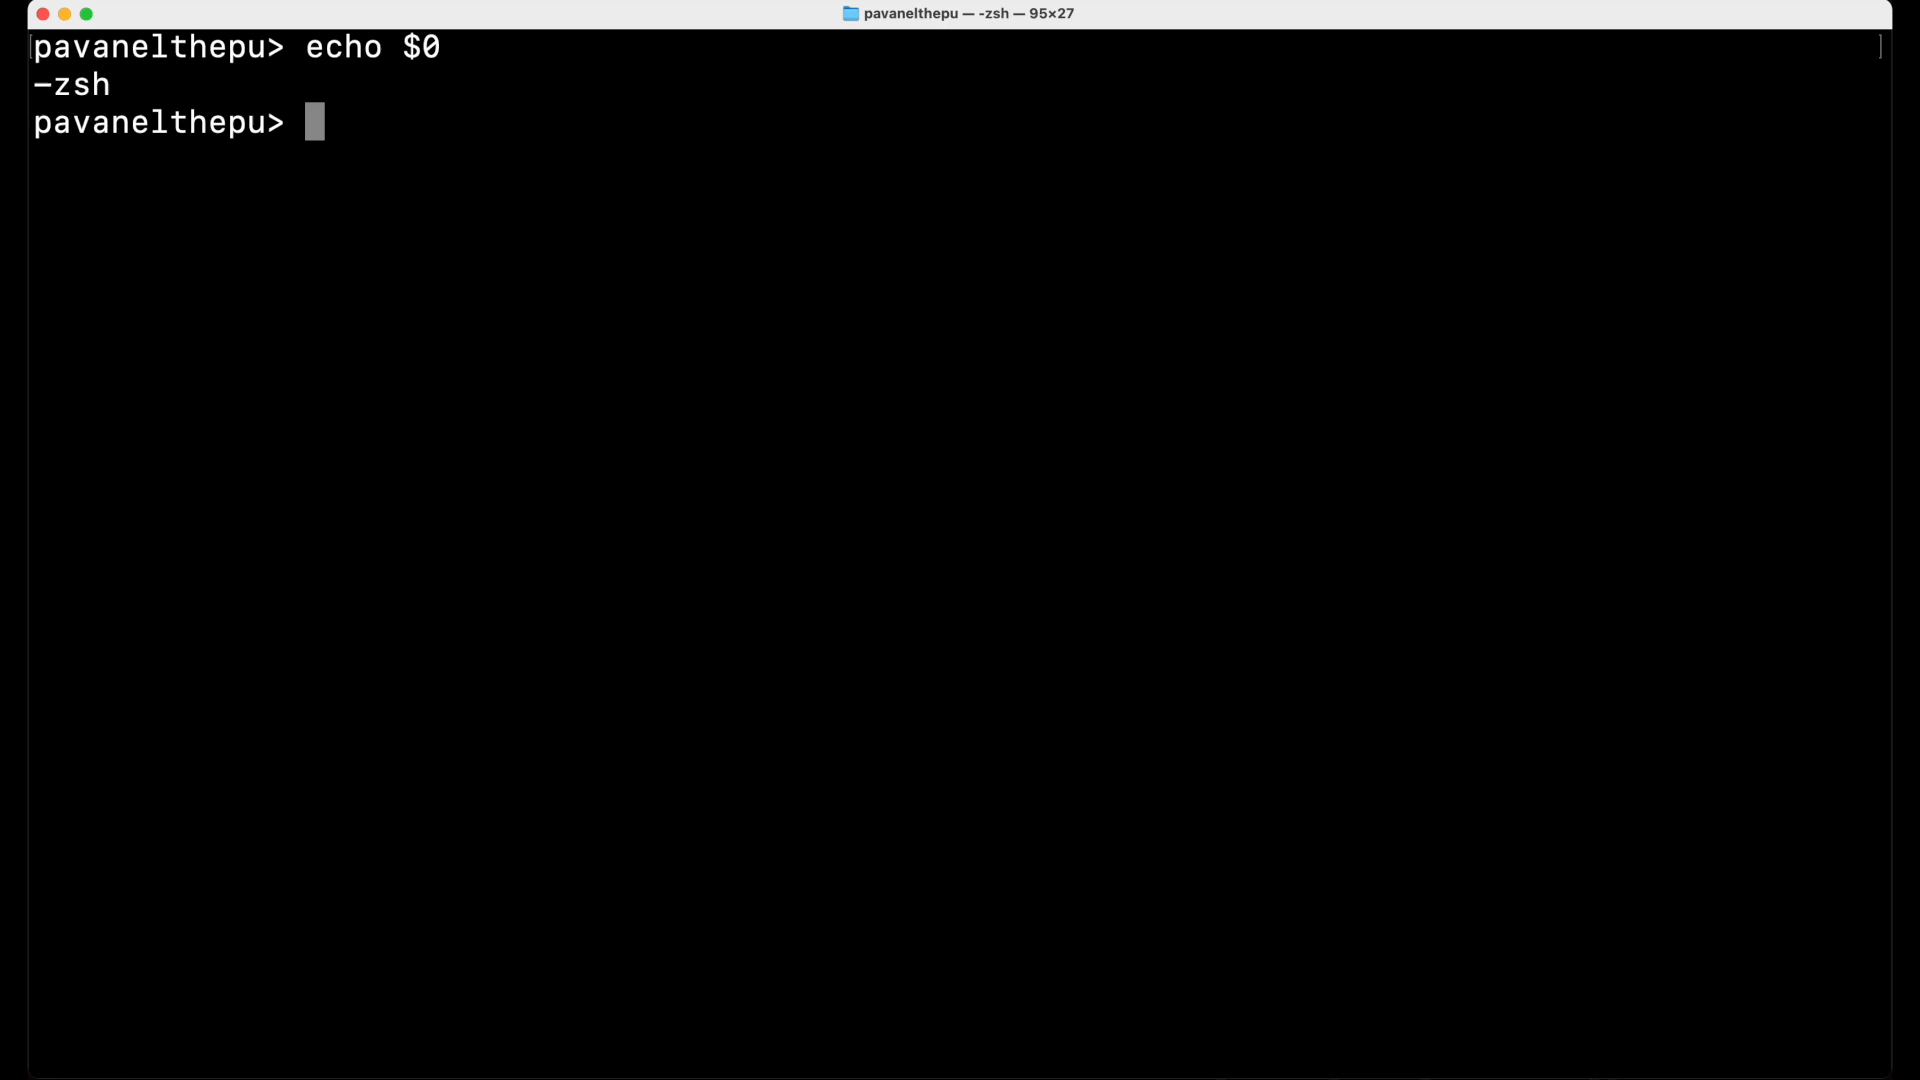 pavanelthepu — -zsh — 95×27
[pavanelthepu> echo $0 ]
-zsh
pavanelthepu>